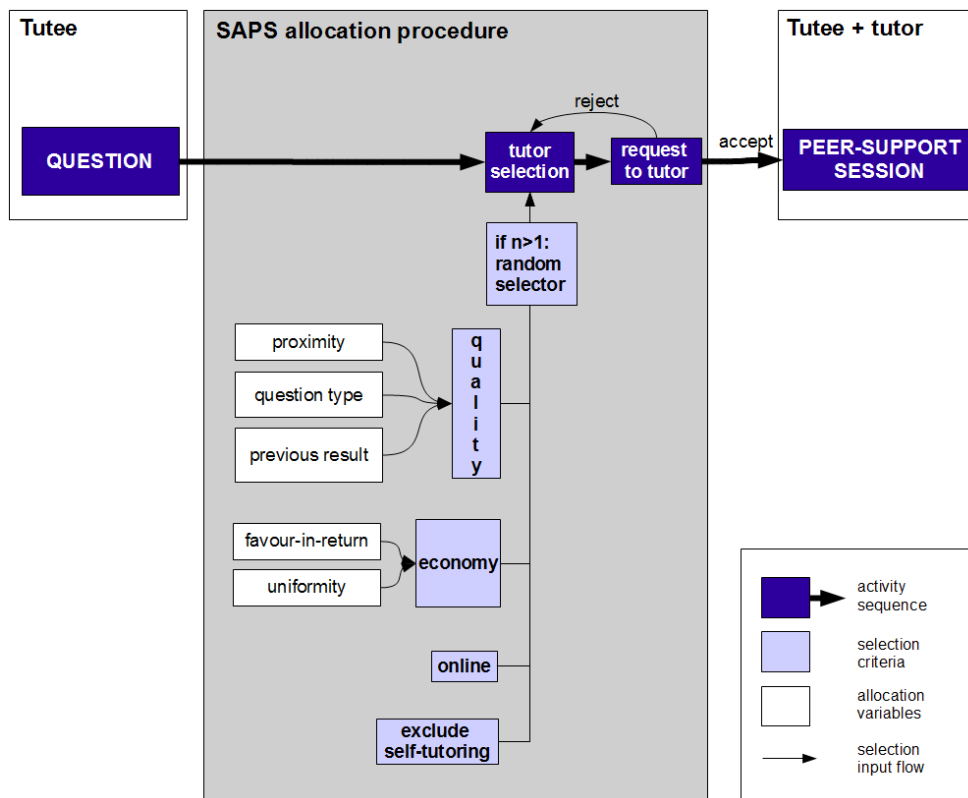 Tutee
SAPS allocation procedure
Tutee + tutor
reject
accept
QUESTION
tutor
selection
request
to tutor
PEER-SUPPORT
SESSION
if n>1:
random
selector
proximity
question type
previous result
q
u
a
l
i
t
y
favour-in-return
uniformity
economy
online
exclude
self-tutoring
activity
sequence
selection
criteria
allocation
variables
selection
input flow